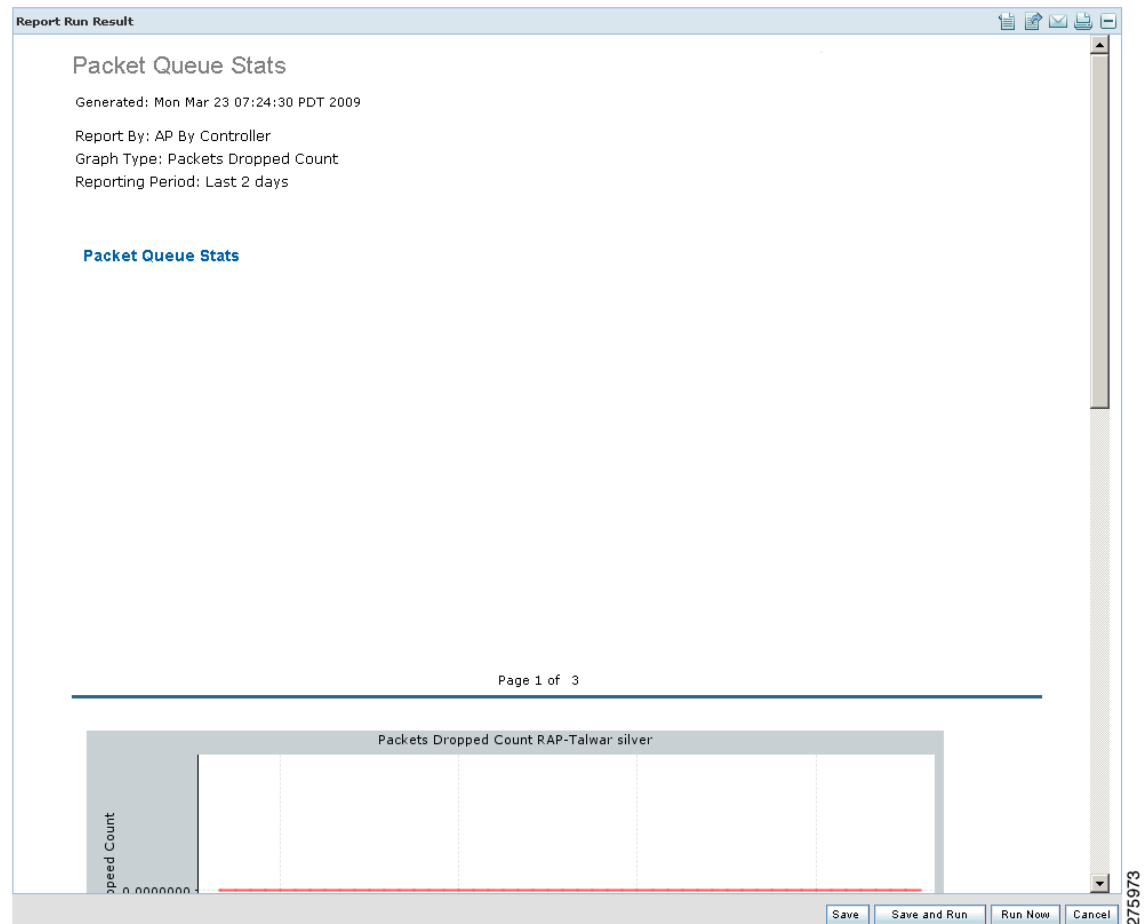 Report Run Result
Packet Queue Stats
Generated: Mon Mar 23 07:24:30 PDT 2009
Report By: AP By Controller
Graph Type: Packets Dropped Count
Reporting Period: Last 2 days
Packet Queue Stats
Page 1 of 3
Packets Dropped Count RAP-Talwar silver
Count
0.0000000
Save Save and Run Run Now Cancel
275973